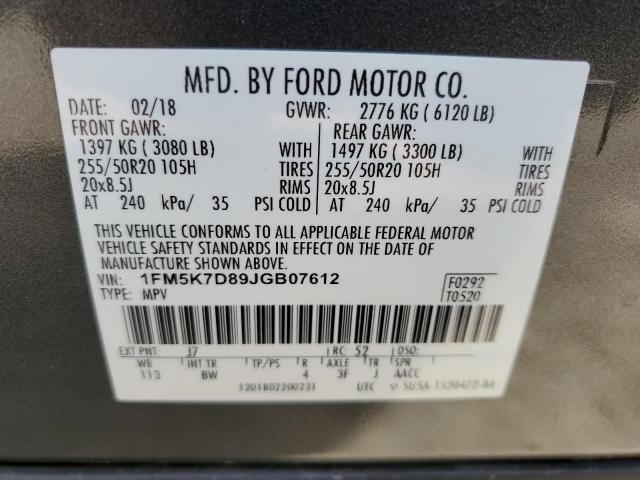 MFD. BY FORD MOTOR CO.
DATE: 02/18 GVWR: 2776 KG ( 6120 LB)
FRONT GAWR: REAR GAWR:
1397 KG ( 3080 LB) WITH 1497 KG ( 3300 LB) WITH
255/50R20 105H TIRES 255/50R20 105H TIRES
20x8.5J RIMS 20x8.5J RIMS
AT 240 kPa/ 35 PSI COLD AT 240 kPa/ 35 PSI COLD
THIS VEHICLE CONFORMS TO ALL APPLICABLE FEDERAL MOTOR
VEHICLE SAFETY STANDARDS IN EFFECT ON THE DATE OF
MANUFACTURE SHOWN ABOVE.
VIN: 1FM5K7D89JGB07612 F0292
TYPE: MPV T0520
EXT PNT: J7 RC: 52 DSO:
WB INT TR TP/PS R AXLE TR SPR
113 BW 4 3F J AACC
1201802200231 UTC 5USA-1520472-BA